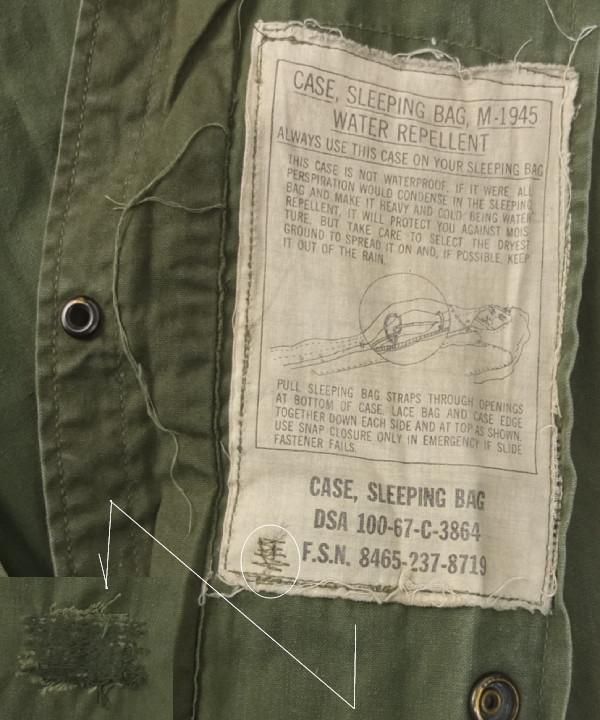 CASE, SLEEPING BAG, M-1945
WATER REPELLENT
ALWAYS USE THIS CASE ON YOUR SLEEPING BAG
THIS CASE IS NOT WATERPROOF. IF IT WERE, ALL
PERSPIRATION WOULD CONDENSE IN THE SLEEPING
BAG AND MAKE IT HEAVY AND COLD. BEING WATER
REPELLENT, IT WILL PROTECT YOU AGAINST MOIS
TURE, BUT TAKE CARE TO SELECT THE DRYEST
GROUND TO SPREAD IT ON AND, IF POSSIBLE, KEEP
IT OUT OF THE RAIN.
PULL SLEEPING BAG STRAPS THROUGH OPENINGS
AT BOTTOM OF CASE. LACE BAG AND CASE EDGE
TOGETHER DOWN EACH SIDE AND AT TOP AS SHOWN.
USE SNAP CLOSURE ONLY IN EMERGENCY IF SLIDE
FASTENER FAILS.
CASE, SLEEPING BAG
DSA 100-67-C-3864
F.S.N. 8465-237-8719